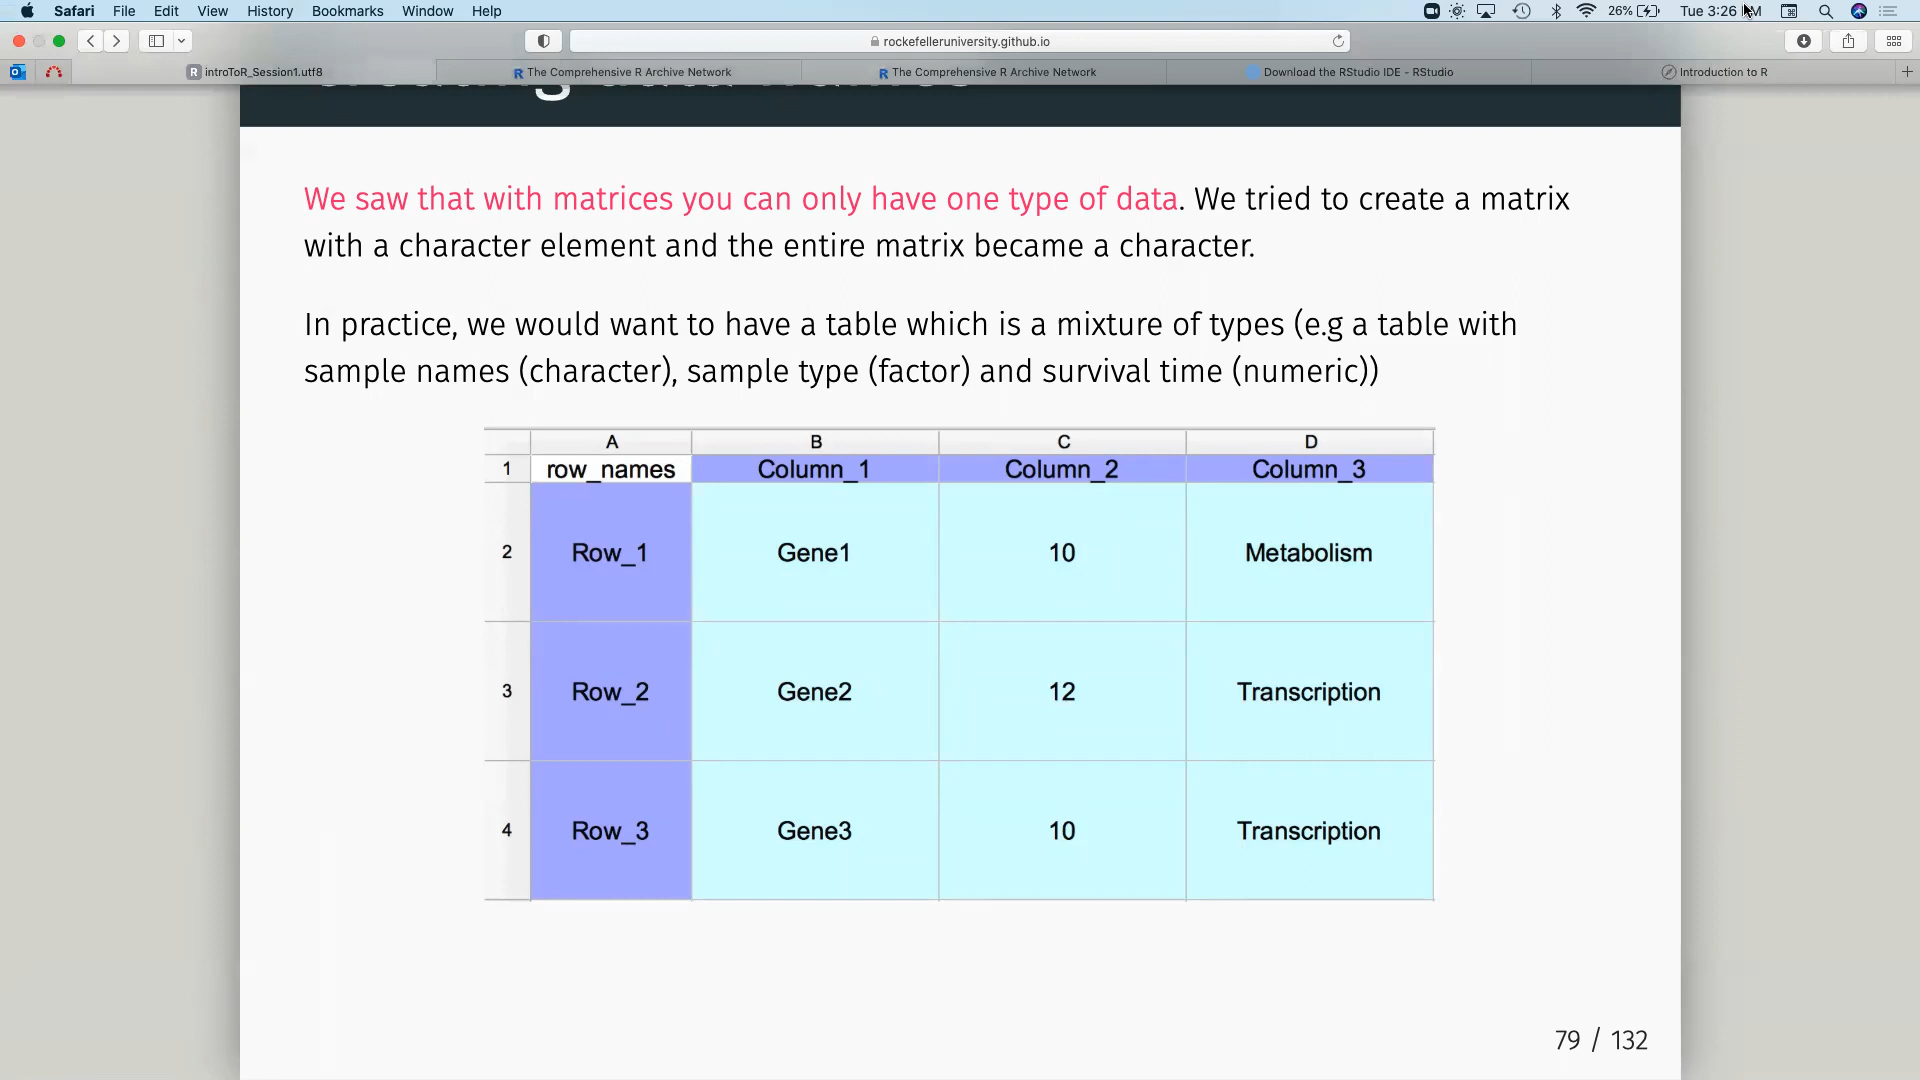 Safari File Edit View History Bookmarks Window Help 26% Tue 3:26
rockefelleruniversity.github.io
introToR_Session1.utf8 The Comprehensive R Archive Network The Comprehensive R Archive Network Download the RStudio IDE - RStudio Introduction to R
We saw that with matrices you can only have one type of data. We tried to create a matrix
with a character element and the entire matrix became a character.
In practice, we would want to have a table which is a mixture of types (e.g a table with
sample names (character), sample type (factor) and survival time (numeric))
A B C D
1 row_names Column_1 Column_2 Column_3
2 Row_1 Gene1 10 Metabolism
3 Row_2 Gene2 12 Transcription
4 Row_3 Gene3 10 Transcription
79 / 132